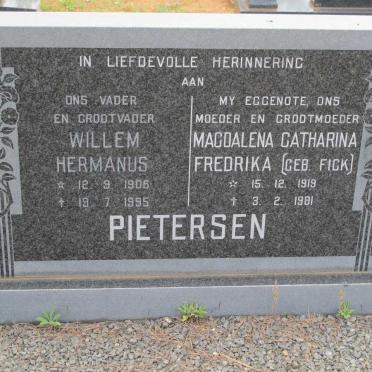 IN LIEFDEVOLLE HERINNERING
AAN
ONS VADER
EN GROOTVADER
WILLEM
HERMANUS
☆ 12. 9. 1906
✝ 19. 7. 1995
MY EGGENOTE, ONS
MOEDER EN GROOTMOEDER
MAGDALENA CATHARINA
FREDRIKA (GEB. FICK)
☆ 15. 12. 1919
✝ 3. 2. 1981
PIETERSEN